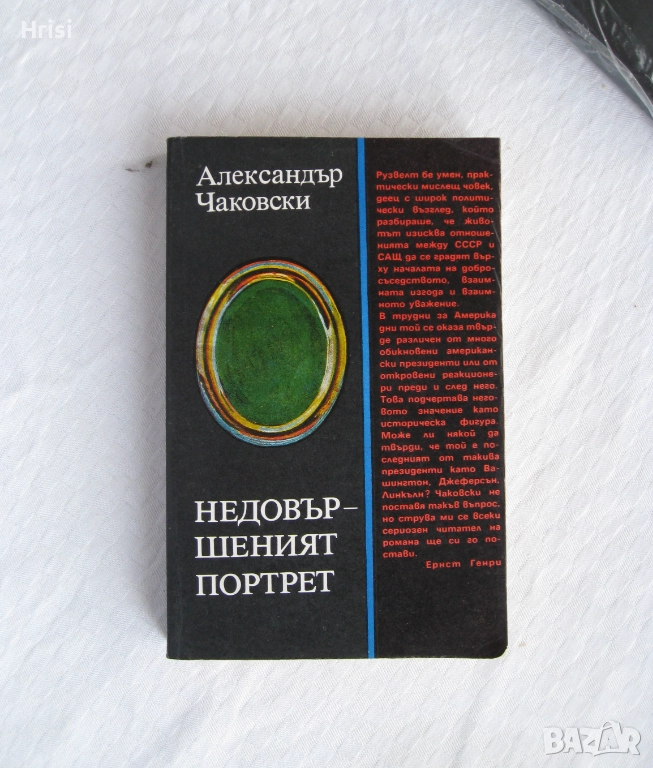 Hrisi
Александър
Чаковски
НЕДОВЪР–
ШЕНИЯТ
ПОРТРЕТ
Рузвелт бе умен, прак-
тически мислещ човек,
деец с широк полити-
чески възглед, който
разбираше, че живо-
тът изисква отноше-
нията между СССР и
САЩ да се градят вър-
ху началата на добро-
съседството, взаим-
ната изгода и взаим-
ното уважение.
В трудни за Америка
дни той се оказа твър-
де различен от много
обикновени америкаn-
ски президенти или от
откровени реакционе-
ри преди и след него.
Това подчертава него-
вото значение като
историческа фигура.
Може ли някой да
твърди, че той е по-
следният от такива
президенти като Ва-
шингтон, Джеферсън,
Линкълн? Чаковски не
поставя такъв въпрос,
но струва ми се всеки
сериозен читател на
романа ще си го по-
стави.
Ернст Генри
BAZAR